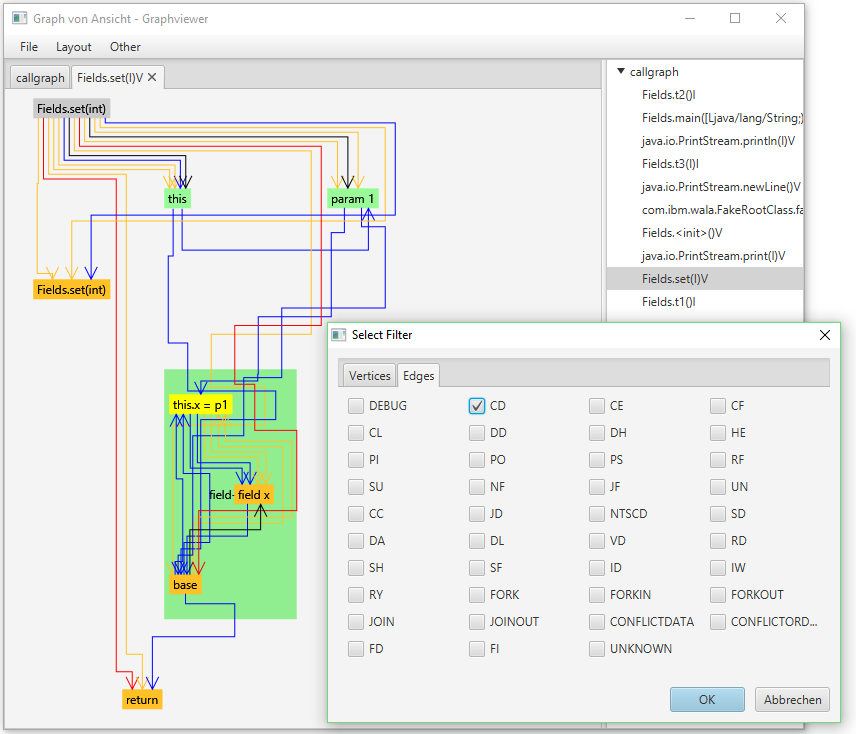 Graph von Ansicht - Graphviewer
File Layout Other
callgraph Fields.set(I)V
callgraph
Fields.t2()I
Fields.main([Ljava/lang/String;)
java.io.PrintStream.println(I)V
Fields.t3(I)I
java.io.PrintStream.newLine()V
com.ibm.wala.FakeRootClass.fa
Fields.<init>()V
java.io.PrintStream.print(I)V
Fields.set(I)V
Fields.t1()I
Fields.set(int)
this
param 1
Fields.set(int)
this.x = p1
field- field x
base
return
Select Filter
Vertices Edges
DEBUG CD CE CF
CL DD DH HE
PI PO PS RF
SU NF JF UN
CC JD NTSCD SD
DA DL VD RD
SH SF ID IW
RY FORK FORKIN FORKOUT
JOIN JOINOUT CONFLICTDATA CONFLICTORD...
FD FI UNKNOWN
OK Abbrechen